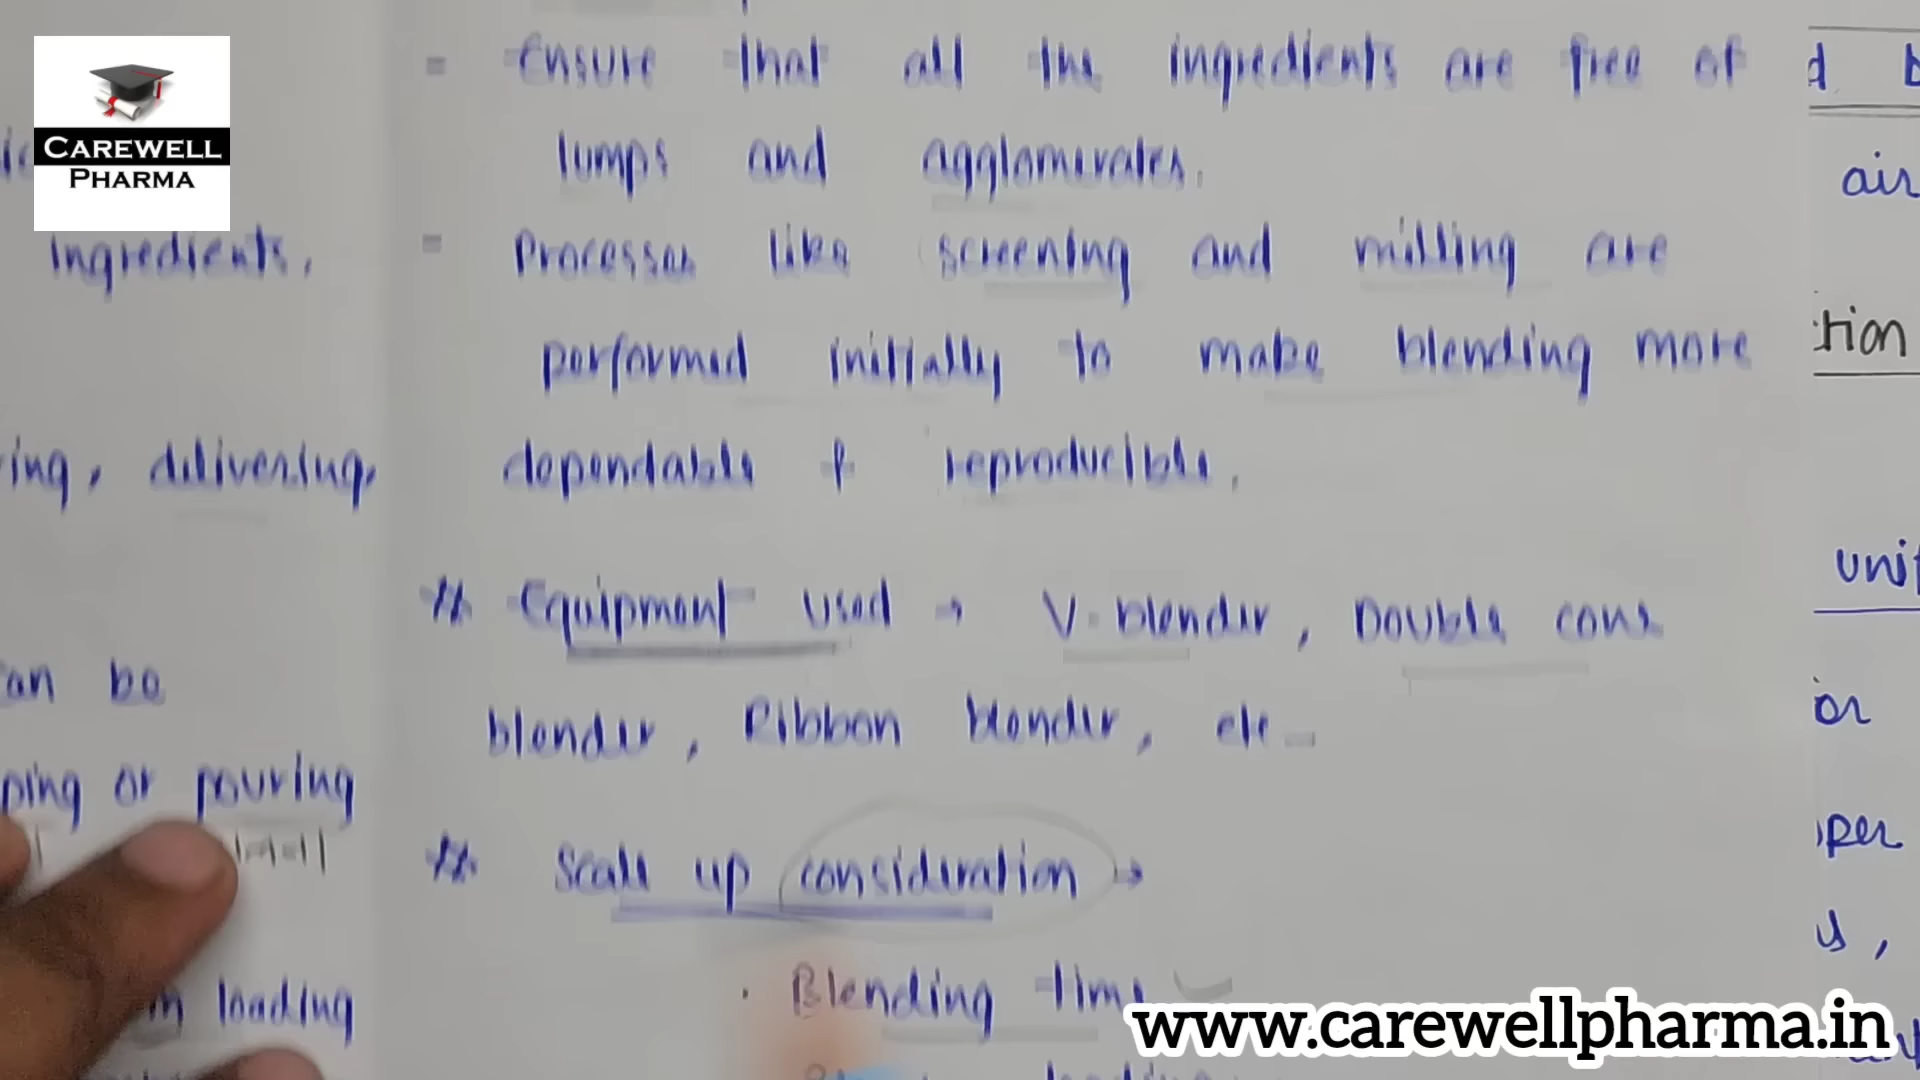 CAREWELL
PHARMA
ingredients.
ing, delivering,
an be
ping or pouring
loading
= Ensure that all the ingredients are free of
lumps and agglomerates.
= Processes like screening and milling are
performed initially to make blending more
dependable & reproducible.
** Equipment used → V-blender, Double cone
blender, Ribbon blender, etc -
** Scale up consideration →
· Blending time
air
tion
or
per
www.carewellpharma.in